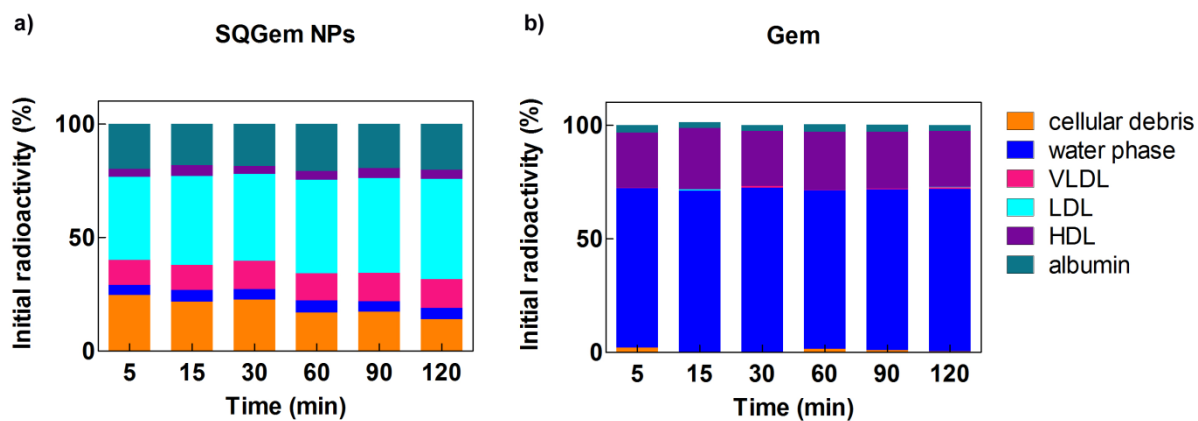 a)
SQGem NPs
Initial radioactivity (%)
100
50
0
5 15 30 60 90 120
Time (min)
b)
Gem
Initial radioactivity (%)
100
50
0
5 15 30 60 90 120
Time (min)
cellular debris
water phase
VLDL
LDL
HDL
albumin